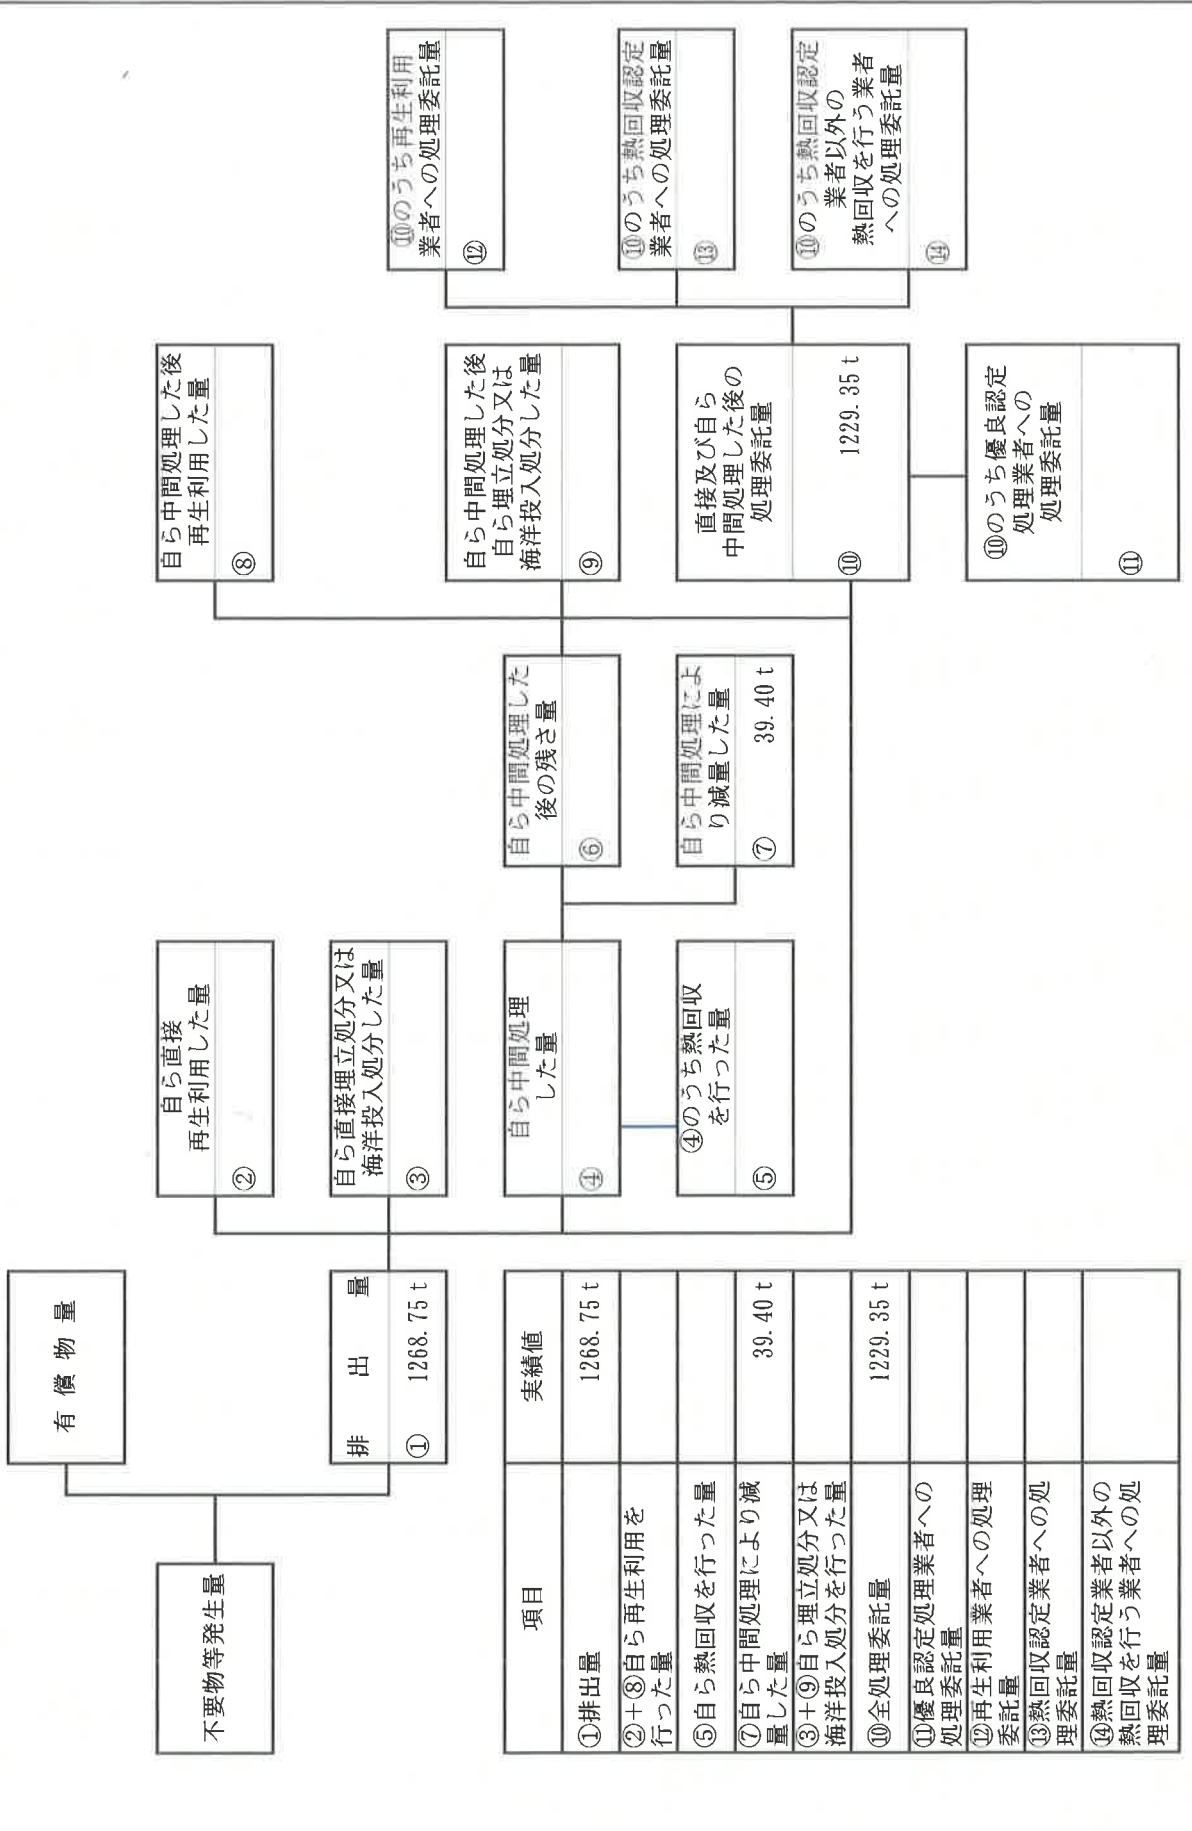 有償物量
不要物等発生量
排出量
① 1268.75 t
自ら直接
再生利用した量
②
自ら直接埋立処分又は
海洋投入処分した量
③
自ら中間処理
した量
④
④のうち熱回収
を行った量
⑤
自ら中間処理した
後の残さ量
⑥
自ら中間処理によ
り減量した量
⑦ 39.40 t
自ら中間処理した後
再生利用した量
⑧
自ら中間処理した後
自ら埋立処分又は
海洋投入処分した量
⑨
直接及び自ら
中間処理した後の
処理委託量
⑩ 1229.35 t
⑩のうち優良認定
処理業者への
処理委託量
⑪
⑩のうち再生利用
業者への処理委託量
⑫
⑩のうち熱回収認定
業者への処理委託量
⑬
⑩のうち熱回収認定
業者以外の
熱回収を行う業者
への処理委託量
⑭
項目 実績値
①排出量 1268.75 t
②+⑧自ら再生利用を
行った量
⑤自ら熱回収を行った量
⑦自ら中間処理により減
量した量 39.40 t
③+⑨自ら埋立処分又は
海洋投入処分を行った量
⑩全処理委託量 1229.35 t
⑪優良認定処理業者への
処理委託量
⑫再生利用業者への処理
委託量
⑬熱回収認定業者への処
理委託量
⑭熱回収認定業者以外の
熱回収を行う業者への処
理委託量